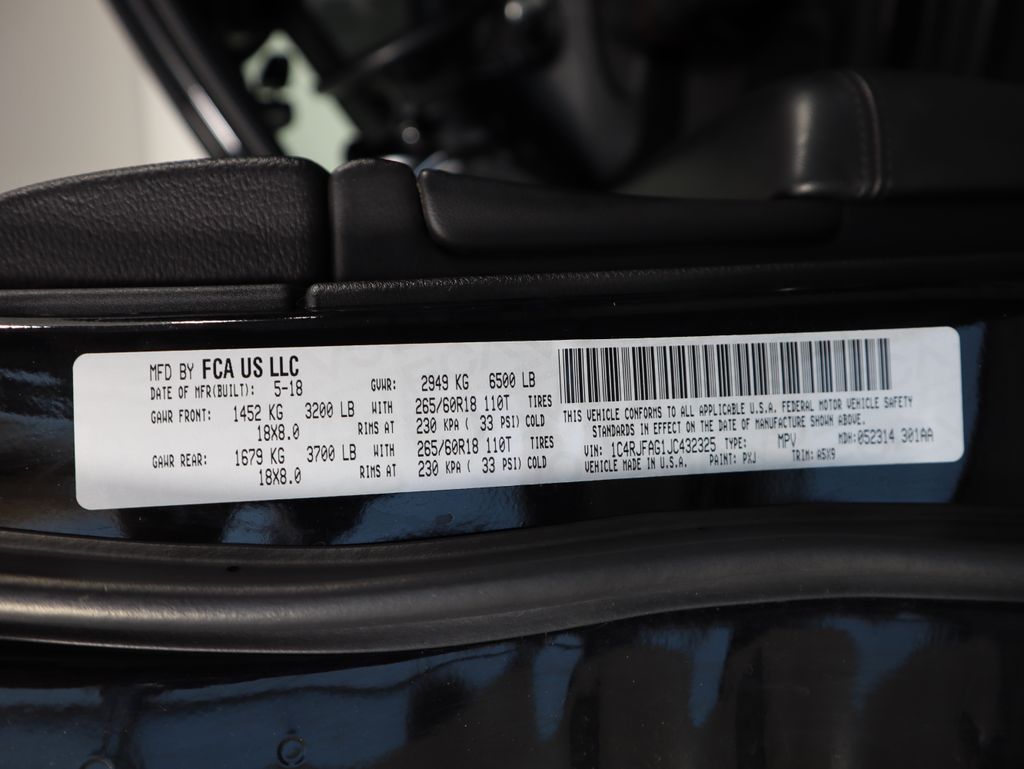 MFD BY FCA US LLC
DATE OF MFR(BUILT): 5-18 GVWR: 2949 KG 6500 LB
GAWR FRONT: 1452 KG 3200 LB WITH 265/60R18 110T TIRES
18X8.0 RIMS AT 230 KPA ( 33 PSI) COLD
GAWR REAR: 1679 KG 3700 LB WITH 265/60R18 110T TIRES
18X8.0 RIMS AT 230 KPA ( 33 PSI) COLD
THIS VEHICLE CONFORMS TO ALL APPLICABLE U.S.A. FEDERAL MOTOR VEHICLE SAFETY
STANDARDS IN EFFECT ON THE DATE OF MANUFACTURE SHOWN ABOVE.
VIN: 1C4RJFAG1JC432325 TYPE: MPV MDH: 052314 301AA
VEHICLE MADE IN U.S.A. PAINT: PXJ TRIM: A5X9